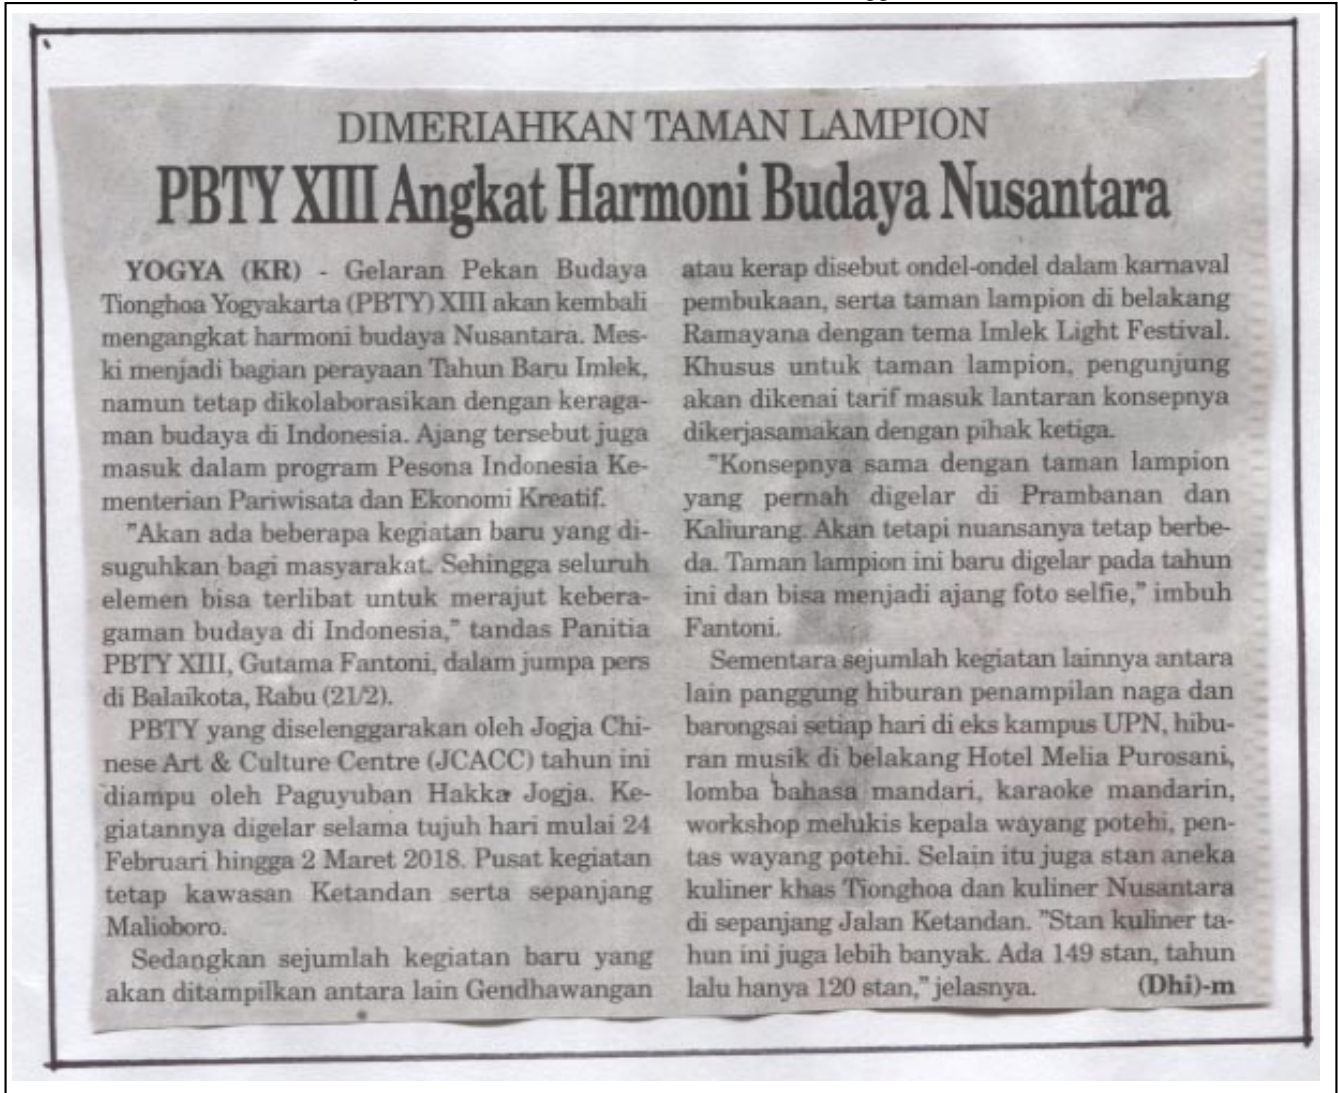 DIMERIAHKAN TAMAN LAMPION
PBTY XIII Angkat Harmoni Budaya Nusantara
YOGYA (KR) - Gelaran Pekan Budaya
Tionghoa Yogyakarta (PBTY) XIII akan kembali
mengangkat harmoni budaya Nusantara. Mes-
ki menjadi bagian perayaan Tahun Baru Imlek,
namun tetap dikolaborasikan dengan keraga-
man budaya di Indonesia. Ajang tersebut juga
masuk dalam program Pesona Indonesia Ke-
menterian Pariwisata dan Ekonomi Kreatif.
"Akan ada beberapa kegiatan baru yang di-
suguhkan bagi masyarakat. Sehingga seluruh
elemen bisa terlibat untuk merajut kebera-
gaman budaya di Indonesia," tandas Panitia
PBTY XIII, Gutama Fantoni, dalam jumpa pers
di Balaikota, Rabu (21/2).
PBTY yang diselenggarakan oleh Jogja Chi-
nese Art & Culture Centre (JCACC) tahun ini
diampu oleh Paguyuban Hakka Jogja. Ke-
giatannya digelar selama tujuh hari mulai 24
Februari hingga 2 Maret 2018. Pusat kegiatan
tetap kawasan Ketandan serta sepanjang
Malioboro.
Sedangkan sejumlah kegiatan baru yang
akan ditampilkan antara lain Gendhawangan
atau kerap disebut ondel-ondel dalam karnaval
pembukaan, serta taman lampion di belakang
Ramayana dengan tema Imlek Light Festival.
Khusus untuk taman lampion, pengunjung
akan dikenai tarif masuk lantaran konsepnya
dikerjasamakan dengan pihak ketiga.
"Konsepnya sama dengan taman lampion
yang pernah digelar di Prambanan dan
Kaliurang. Akan tetapi nuansanya tetap berbe-
da. Taman lampion ini baru digelar pada tahun
ini dan bisa menjadi ajang foto selfie," imbuh
Fantoni.
Sementara sejumlah kegiatan lainnya antara
lain panggung hiburan penampilan naga dan
barongsai setiap hari di eks kampus UPN, hibu-
ran musik di belakang Hotel Melia Purosani,
lomba bahasa mandari, karaoke mandarin,
workshop melukis kepala wayang potehi, pen-
tas wayang potehi. Selain itu juga stan aneka
kuliner khas Tionghoa dan kuliner Nusantara
di sepanjang Jalan Ketandan. "Stan kuliner ta-
hun ini juga lebih banyak. Ada 149 stan, tahun
lalu hanya 120 stan," jelasnya. (Dhi)-m